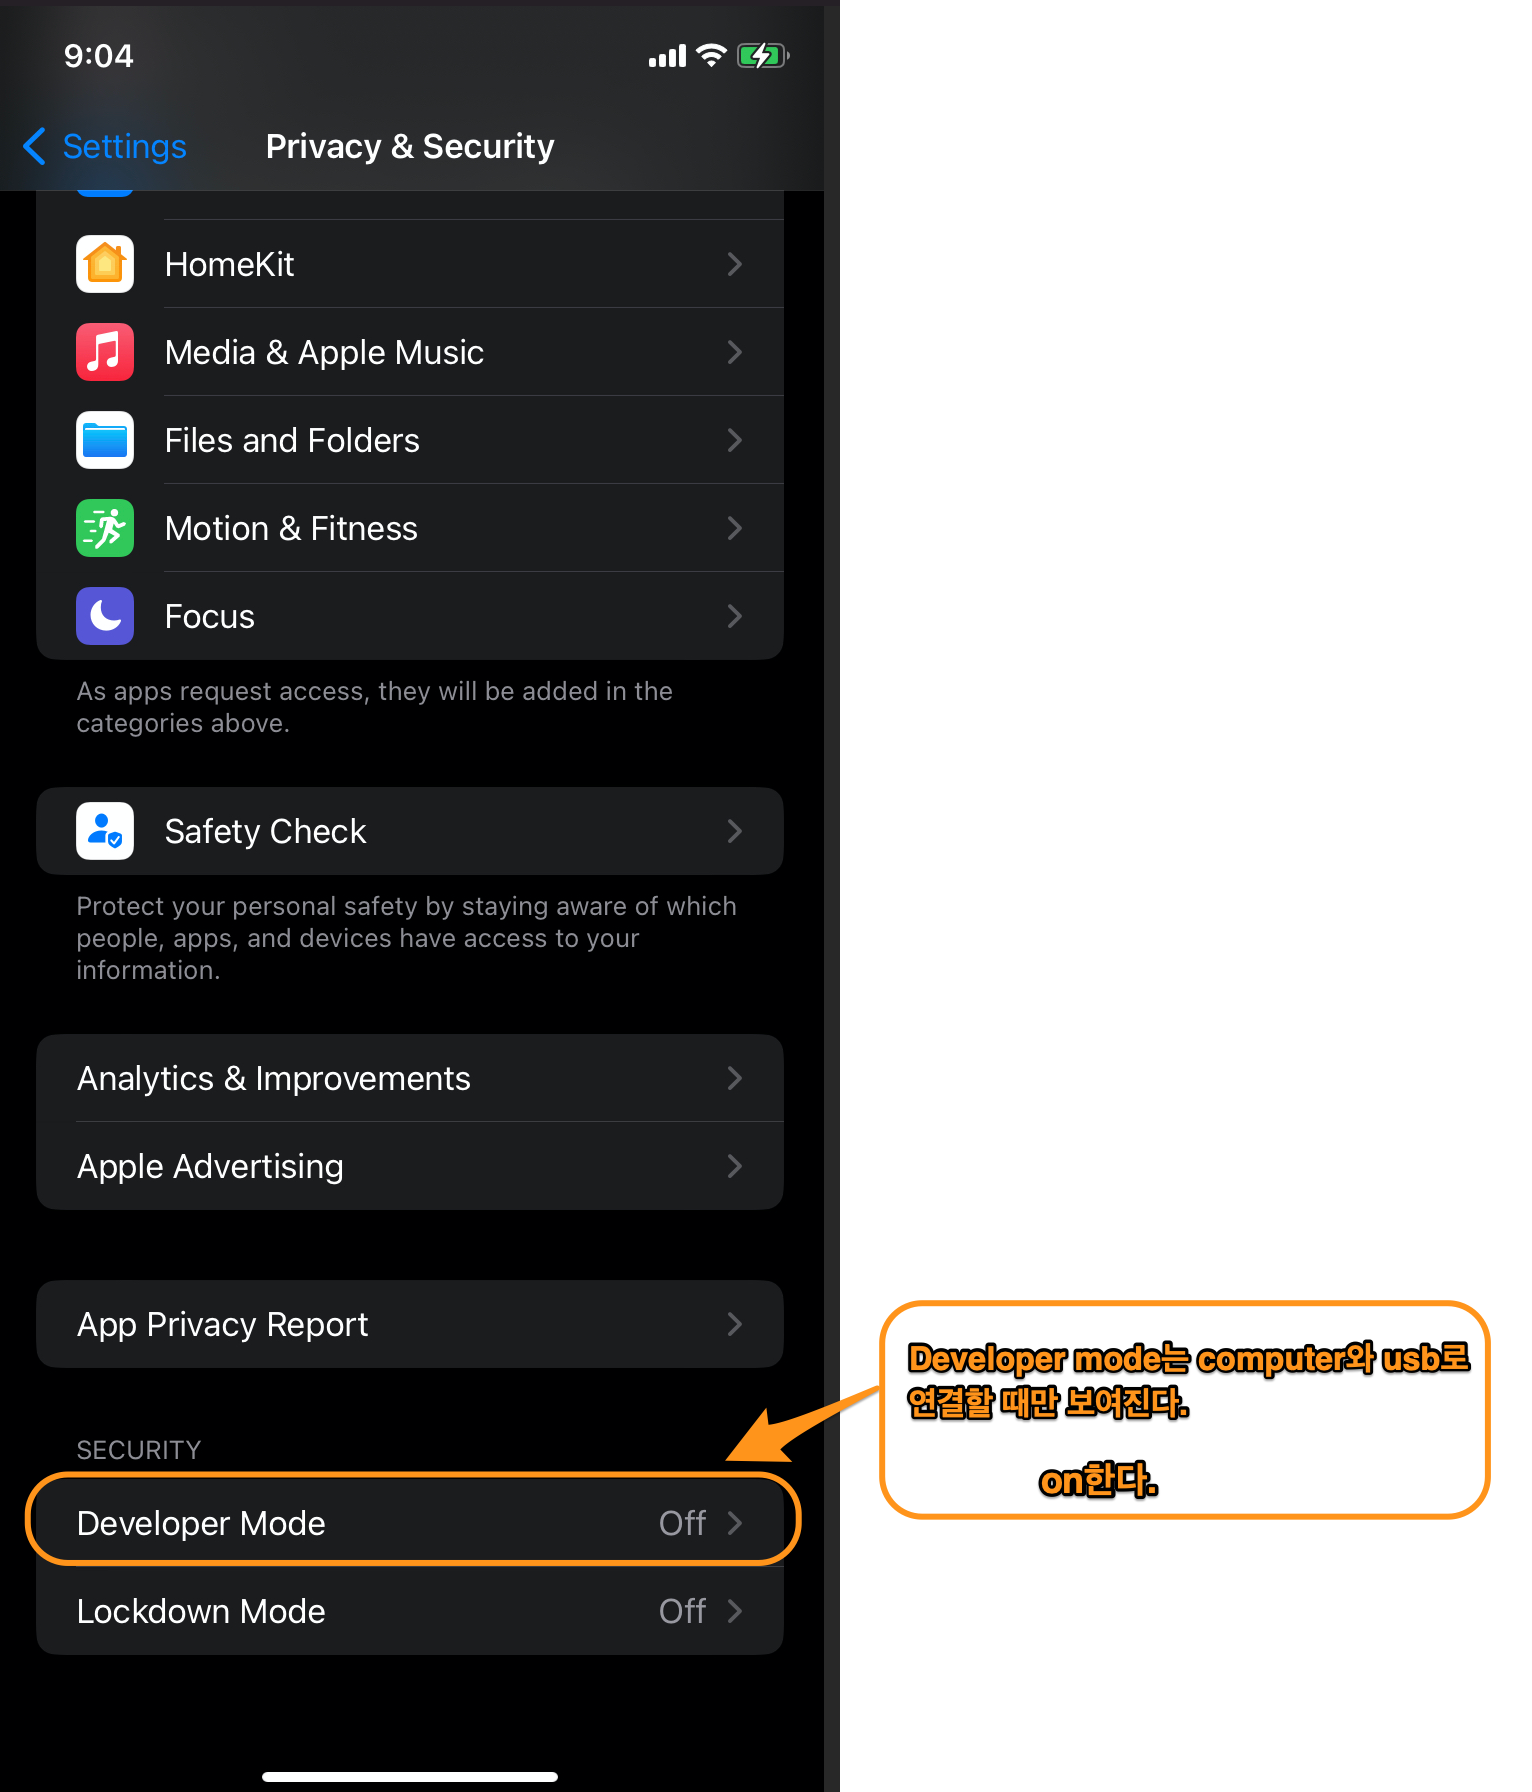 9:04
Settings
Privacy & Security
HomeKit
Media & Apple Music
Files and Folders
Motion & Fitness
Focus
As apps request access, they will be added in the
categories above.
Safety Check
Protect your personal safety by staying aware of which
people, apps, and devices have access to your
information.
Analytics & Improvements
Apple Advertising
App Privacy Report
SECURITY
Developer Mode Off
Lockdown Mode Off
Developer mode는 computer와 usb로
연결할 때만 보여진다.
on한다.